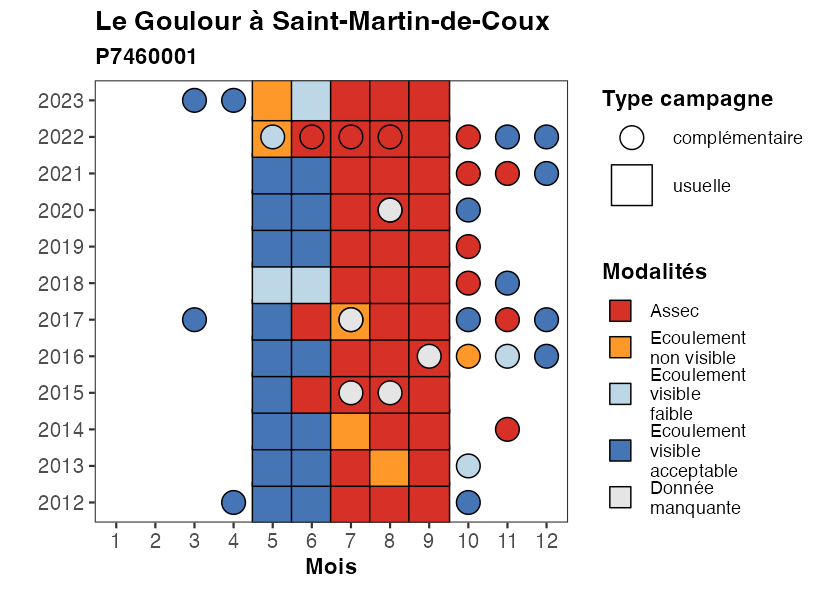 Le Goulour à Saint-Martin-de-Coux
P7460001
2023
2022
2021
2020
2019
2018
2017
2016
2015
2014
2013
2012
1 2 3 4 5 6 7 8 9 10 11 12
Mois
Type campagne
complémentaire
usuelle
Modalités
Assec
Ecoulement
non visible
Ecoulement
visible
faible
Ecoulement
visible
acceptable
Donnée
manquante